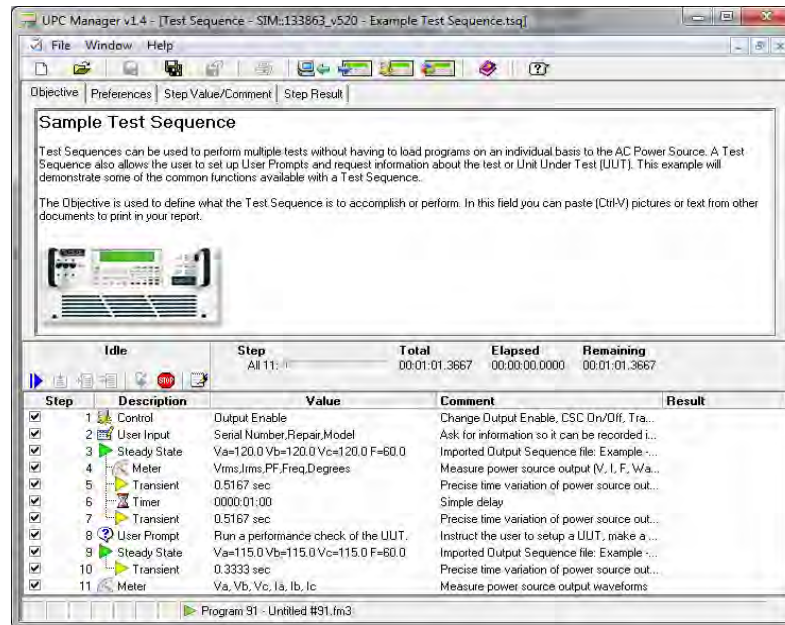 UPC Manager v1.4 - [Test Sequence - SIM::133863_v520 - Example Test Sequence.tsq]
File Window Help
Objective Preferences Step Value/Comment Step Result
Sample Test Sequence
Test Sequences can be used to perform multiple tests without having to load programs on an individual basis to the AC Power Source. A Test
Sequence also allows the user to set up User Prompts and request information about the test or Unit Under Test (UUT). This example will
demonstrate some of the common functions available with a Test Sequence.
The Objective is used to define what the Test Sequence is to accomplish or perform. In this field you can paste (Ctrl-V) pictures or text from other
documents to print in your report.
Idle Step Total Elapsed Remaining
All 11: 00:01:01.3667 00:00:00.0000 00:01:01.3667
STOP
Step Description Value Comment Result
1 Control Output Enable Change Output Enable, CSC On/Off, Tra...
2 User Input Serial Number,Repair,Model Ask for information so it can be recorded i...
3 Steady State Va=120.0 Vb=120.0 Vc=120.0 F=60.0 Imported Output Sequence file: Example -...
4 Meter Vrms,Irms,PF,Freq,Degrees Measure power source output (V, I, F, Wa...
5 Transient 0.5167 sec Precise time variation of power source out...
6 Timer 0000:01:00 Simple delay
7 Transient 0.5167 sec Precise time variation of power source out...
8 User Prompt Run a performance check of the UUT. Instruct the user to setup a UUT, make a ...
9 Steady State Va=115.0 Vb=115.0 Vc=115.0 F=60.0 Imported Output Sequence file: Example -...
10 Transient 0.3333 sec Precise time variation of power source out...
11 Meter Va, Vb, Vc, Ia, Ib, Ic Measure power source output waveforms
Program 91 - Untitled #91.fm3